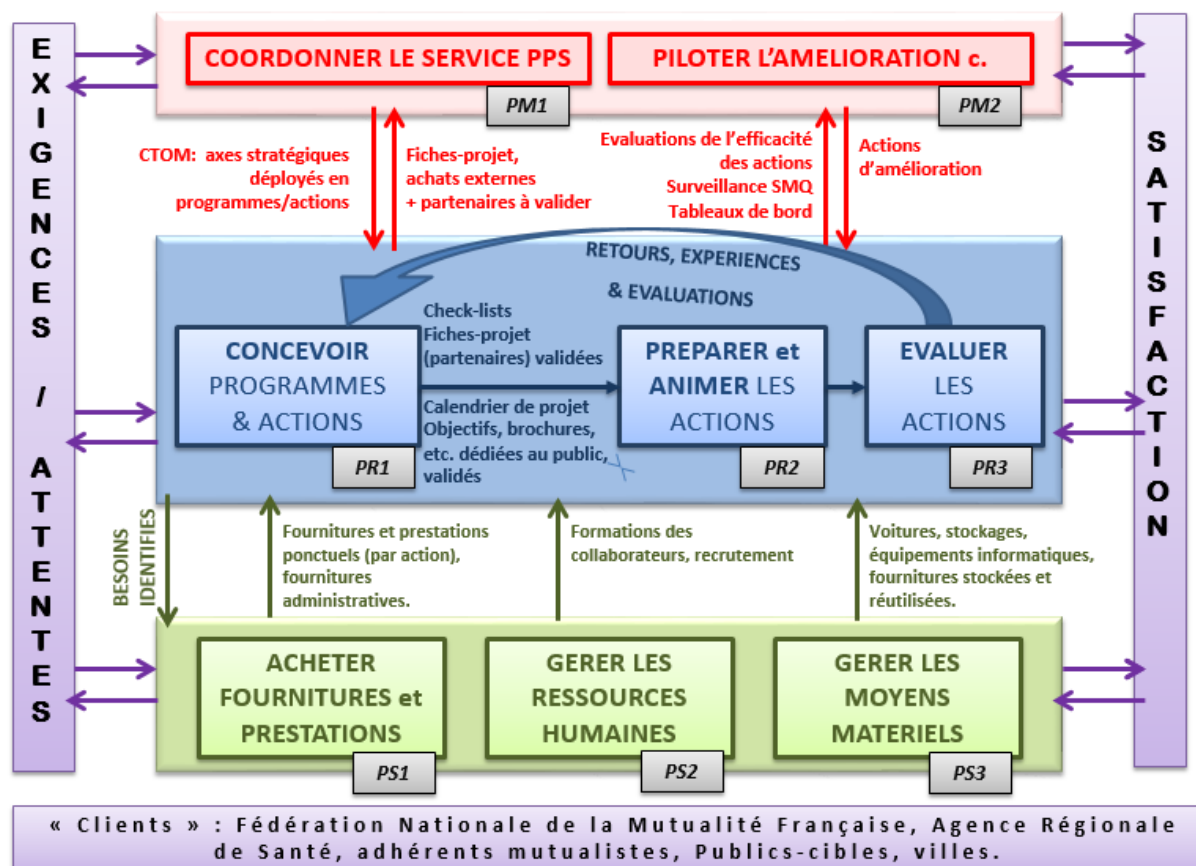 EXIGENCES / ATTENTES
COORDONNER LE SERVICE PPS
PM1
PILOTER L’AMELIORATION c.
PM2
SATISFACTION
CTOM: axes stratégiques
déployés en
programmes/actions
Fiches-projet,
achats externes
+ partenaires à valider
Evaluations de l’efficacité
des actions
Surveillance SMQ
Tableaux de bord
Actions
d’amélioration
RETOURS, EXPERIENCES
& EVALUATIONS
CONCEVOIR
PROGRAMMES
& ACTIONS
PR1
Check-lists
Fiches-projet
(partenaires) validées
Calendrier de projet
Objectifs, brochures,
etc. dédiées au public,
validés
PREPARER et
ANIMER LES
ACTIONS
PR2
EVALUER
LES
ACTIONS
PR3
BESOINS
IDENTIFIES
Fournitures et prestations
ponctuels (par action),
fournitures
administratives.
Formations des
collaborateurs, recrutement
Voitures, stockages,
équipements informatiques,
fournitures stockées et
réutilisées.
ACHETER
FOURNITURES et
PRESTATIONS
PS1
GERER LES
RESSOURCES
HUMAINES
PS2
GERER LES
MOYENS
MATERIELS
PS3
« Clients » : Fédération Nationale de la Mutualité Française, Agence Régionale
de Santé, adhérents mutualistes, Publics-cibles, villes.